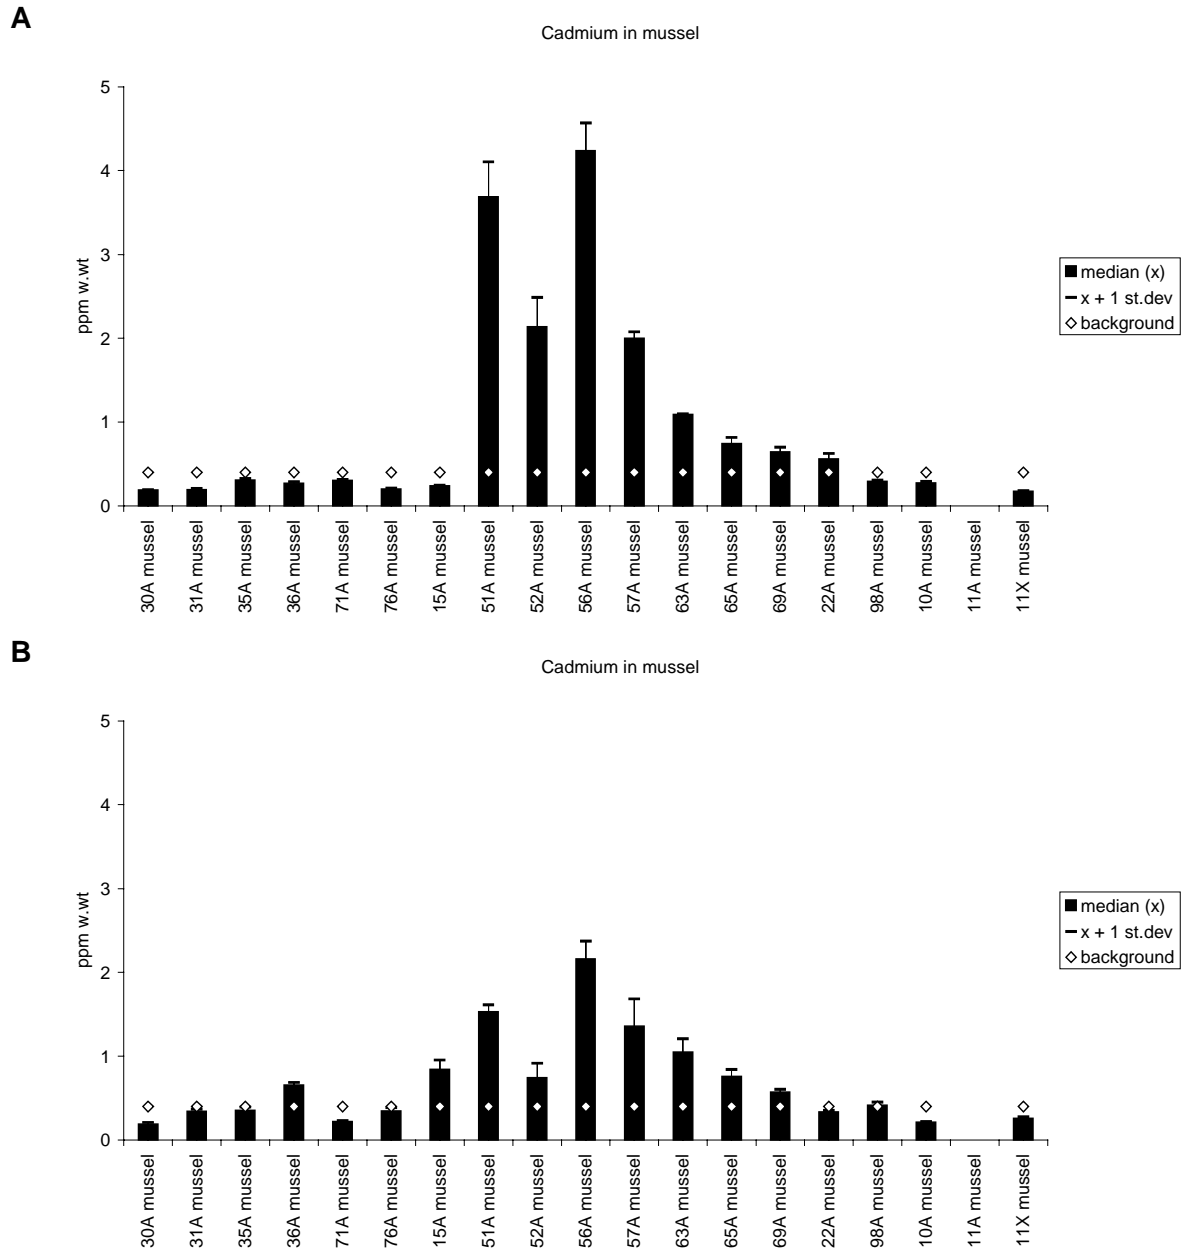 A
Cadmium in mussel
5
4
3
2
1
0
ppm w.wt
30A mussel
31A mussel
35A mussel
36A mussel
71A mussel
76A mussel
15A mussel
51A mussel
52A mussel
56A mussel
57A mussel
63A mussel
65A mussel
69A mussel
22A mussel
98A mussel
10A mussel
11A mussel
11X mussel
median (x)
x + 1 st.dev
background
B
Cadmium in mussel
5
4
3
2
1
0
ppm w.wt
30A mussel
31A mussel
35A mussel
36A mussel
71A mussel
76A mussel
15A mussel
51A mussel
52A mussel
56A mussel
57A mussel
63A mussel
65A mussel
69A mussel
22A mussel
98A mussel
10A mussel
11A mussel
11X mussel
median (x)
x + 1 st.dev
background